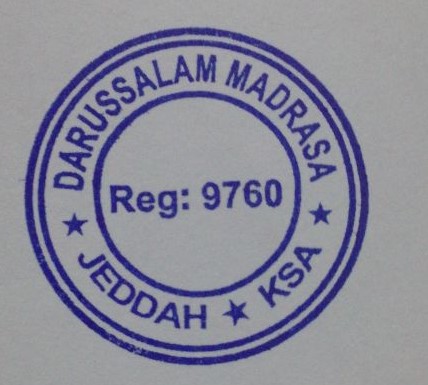 DARUSSALAM MADRASA
Reg: 9760
★ JEDDAH ★ KSA ★